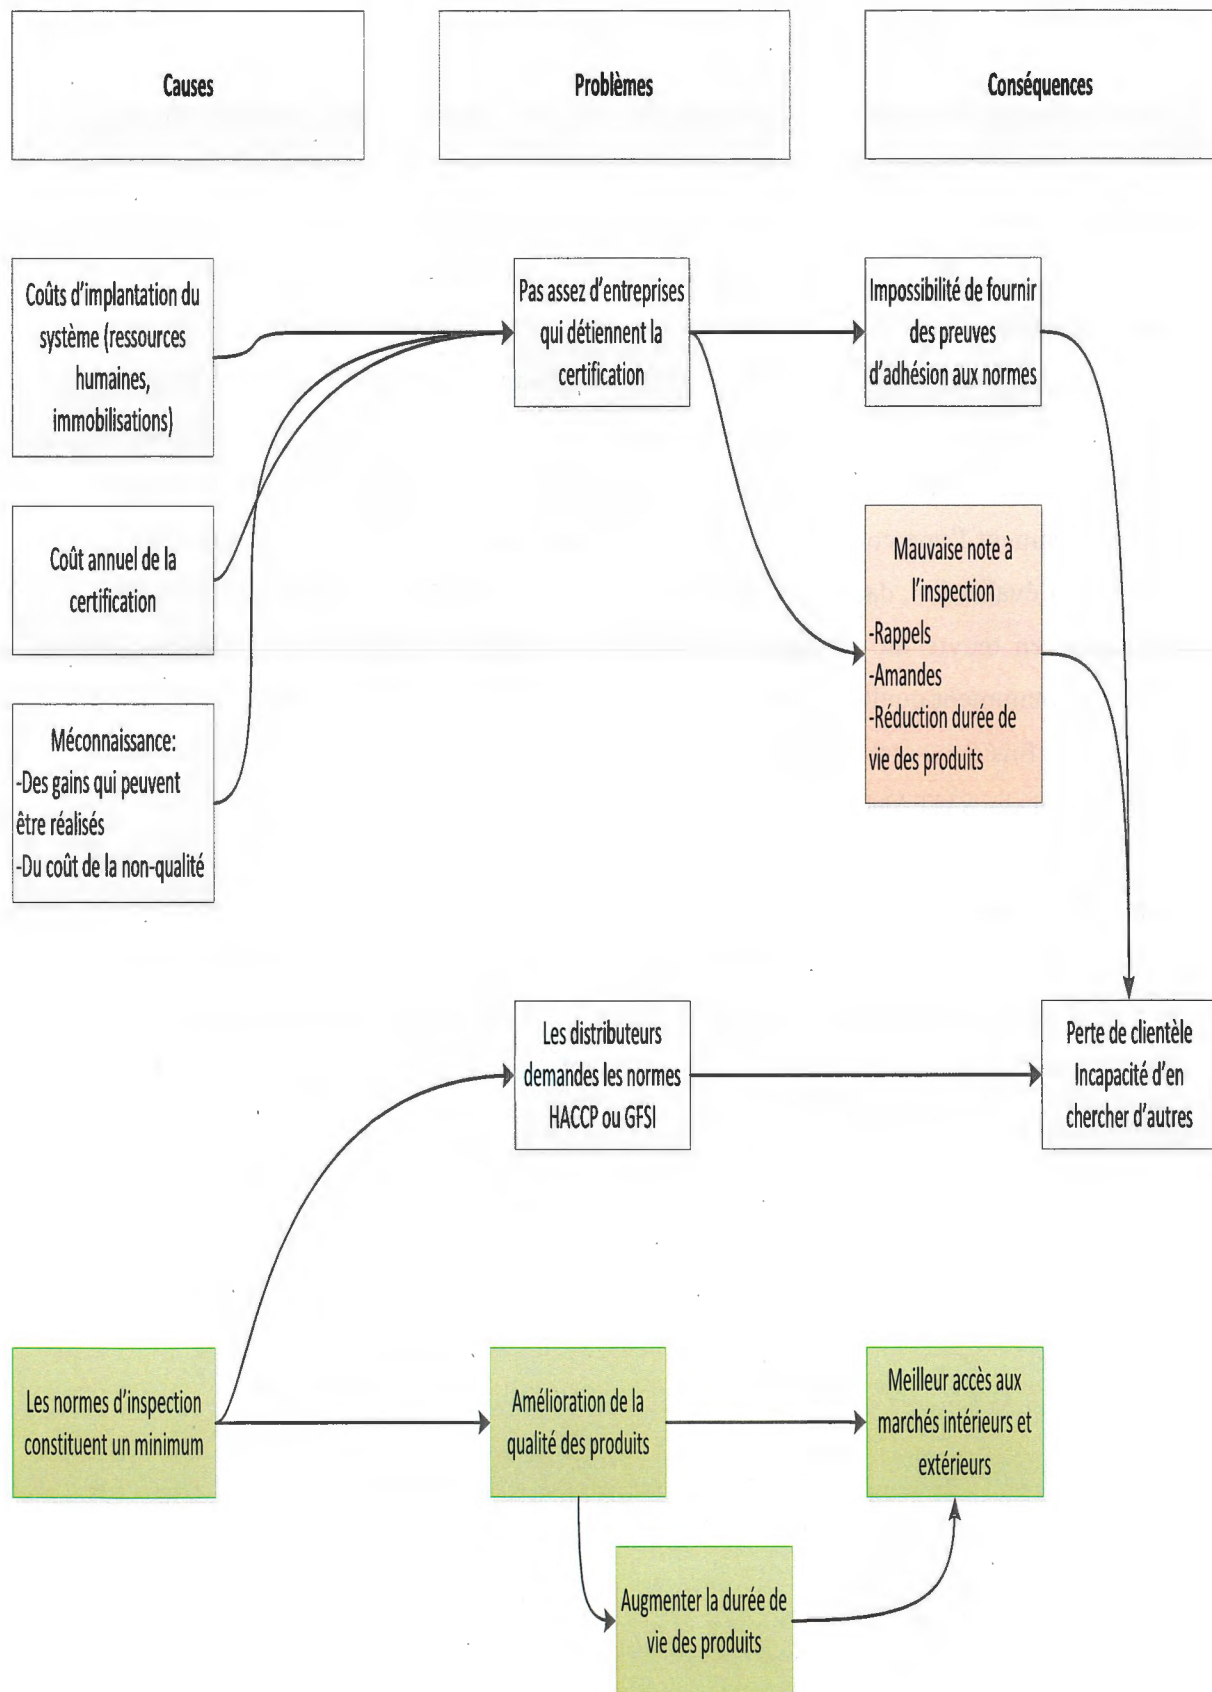 Causes
Problèmes
Conséquences
Coûts d'implantation du
système (ressources
humaines,
immobilisations)
Pas assez d'entreprises
qui détiennent la
certification
Impossibilité de fournir
des preuves
d'adhésion aux normes
Coût annuel de la
certification
Mauvaise note à
l'inspection
-Rappels
-Amandes
-Réduction durée de
vie des produits
Méconnaissance:
-Des gains qui peuvent
être réalisés
-Du coût de la non-qualité
Les distributeurs
demandes les normes
HACCP ou GFSI
Perte de clientèle
Incapacité d'en
chercher d'autres
Les normes d'inspection
constituent un minimum
Amélioration de la
qualité des produits
Meilleur accès aux
marchés intérieurs et
extérieurs
Augmenter la durée de
vie des produits